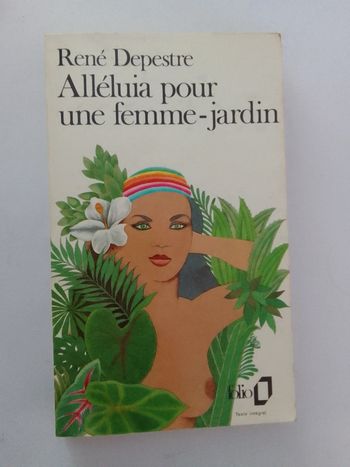 René Depestre
Alléluia pour
une femme-jardin
folio
Texte intégral